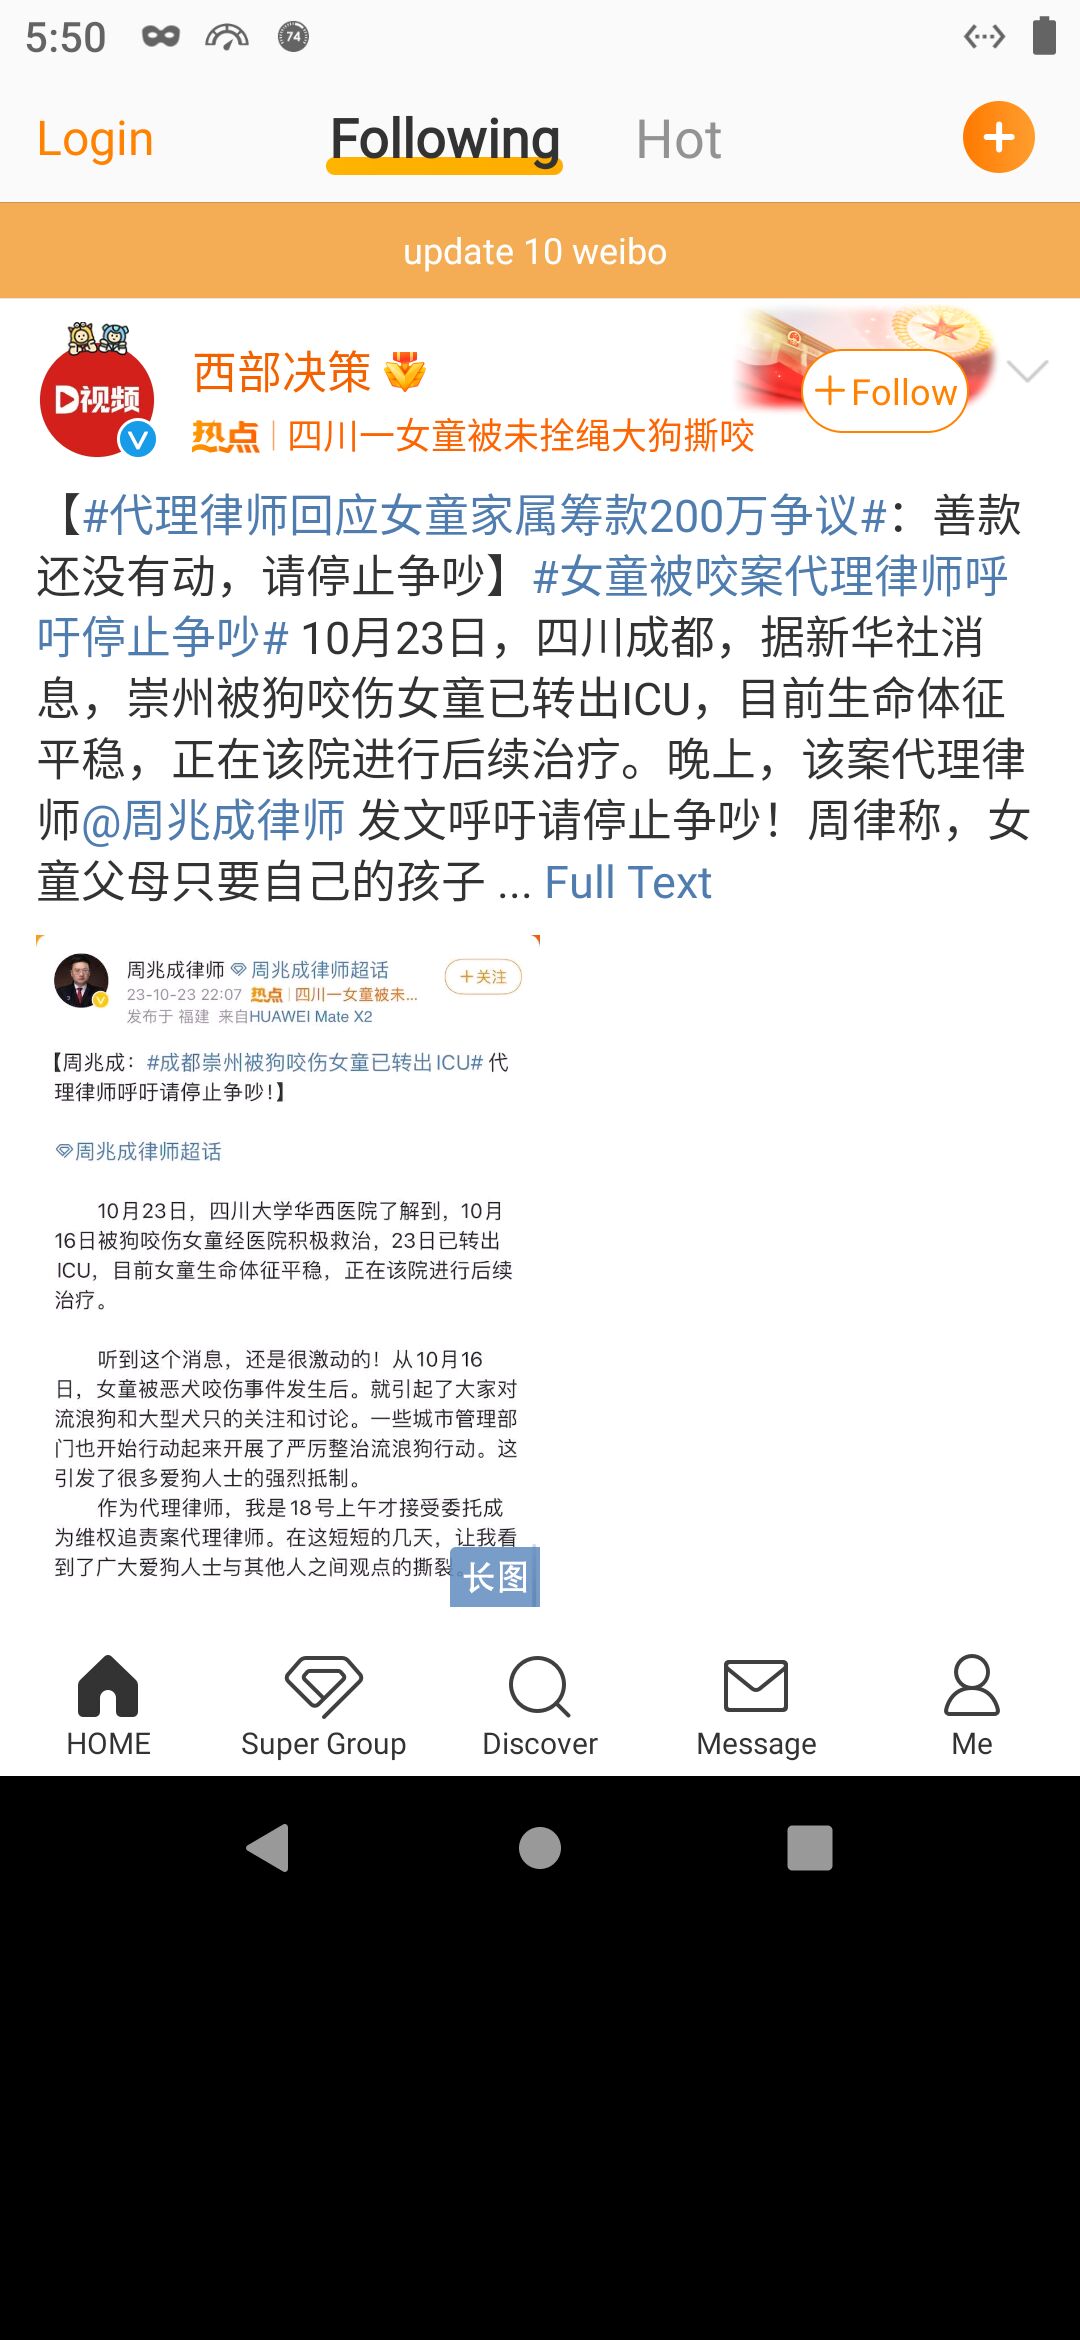 5:50
74
Login
Following
Hot
update 10 weibo
D视频
西部决策
+Follow
热点 四川一女童被未拴绳大狗撕咬
【#代理律师回应女童家属筹款200万争议#：善款
还没有动，请停止争吵】#女童被咬案代理律师呼
吁停止争吵# 10月23日，四川成都，据新华社消
息，崇州被狗咬伤女童已转出ICU，目前生命体征
平稳，正在该院进行后续治疗。晚上，该案代理律
师@周兆成律师 发文呼吁请停止争吵！周律称，女
童父母只要自己的孩子 ... Full Text
周兆成律师 周兆成律师超话
+关注
23-10-23 22:07 热点 四川一女童被未...
发布于 福建 来自HUAWEI Mate X2
【周兆成：#成都崇州被狗咬伤女童已转出ICU# 代
理律师呼吁请停止争吵！】
周兆成律师超话
10月23日，四川大学华西医院了解到，10月
16日被狗咬伤女童经医院积极救治，23日已转出
ICU，目前女童生命体征平稳，正在该院进行后续
治疗。
听到这个消息，还是很激动的！从10月16
日，女童被恶犬咬伤事件发生后。就引起了大家对
流浪狗和大型犬只的关注和讨论。一些城市管理部
门也开始行动起来开展了严厉整治流浪狗行动。这
引发了很多爱狗人士的强烈抵制。
作为代理律师，我是18号上午才接受委托成
为维权追责案代理律师。在这短短的几天，让我看
到了广大爱狗人士与其他人之间观点的撕裂。
长图
HOME
Super Group
Discover
Message
Me